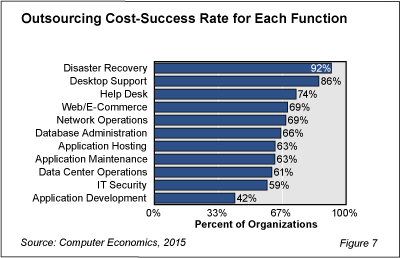 Outsourcing Cost-Success Rate for Each Function
Disaster Recovery 92%
Desktop Support 86%
Help Desk 74%
Web/E-Commerce 69%
Network Operations 69%
Database Administration 66%
Application Hosting 63%
Application Maintenance 63%
Data Center Operations 61%
IT Security 59%
Application Development 42%
0% 33% 67% 100%
Percent of Organizations
Source: Computer Economics, 2015 Figure 7